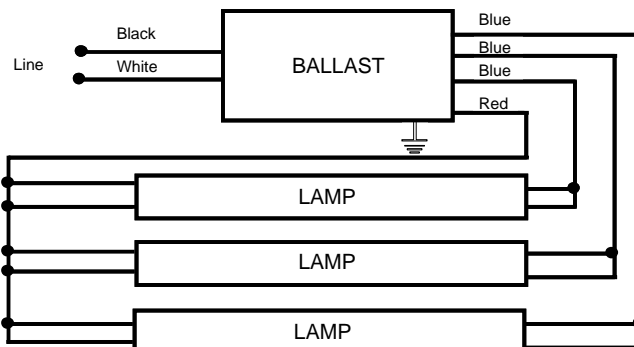 Black
Blue
Line
White
BALLAST
Blue
Blue
Red
LAMP
LAMP
LAMP